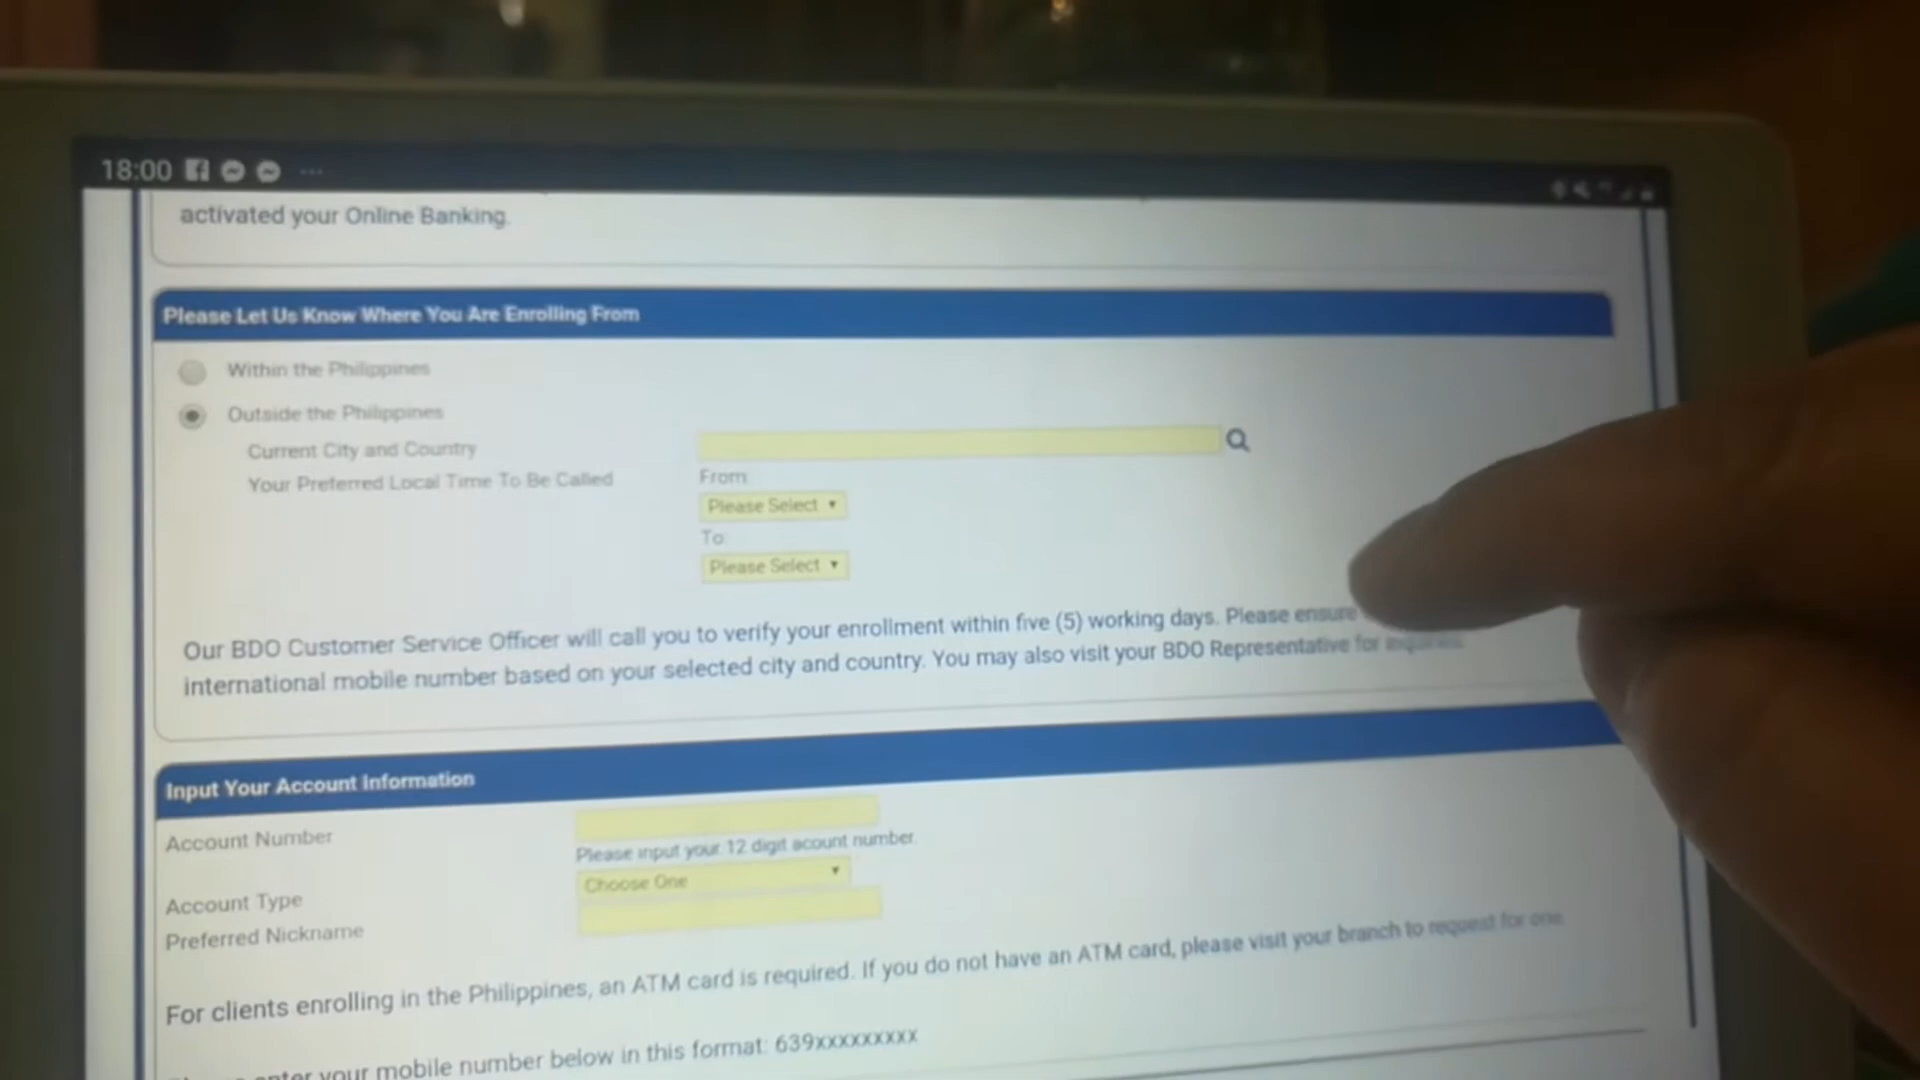 18:00
activated your Online Banking.
Please Let Us Know Where You Are Enrolling From
Within the Philippines
Outside the Philippines
Current City and Country
Your Preferred Local Time To Be Called
From
Please Select
To
Please Select
Our BDO Customer Service Officer will call you to verify your enrollment within five (5) working days. Please ensure
international mobile number based on your selected city and country. You may also visit your BDO Representative for inquiries.
Input Your Account Information
Account Number
Please input your 12 digit acount number.
Choose One
Account Type
Preferred Nickname
For clients enrolling in the Philippines, an ATM card is required. If you do not have an ATM card, please visit your branch to request for one.
enter your mobile number below in this format: 639xxxxxxxxx